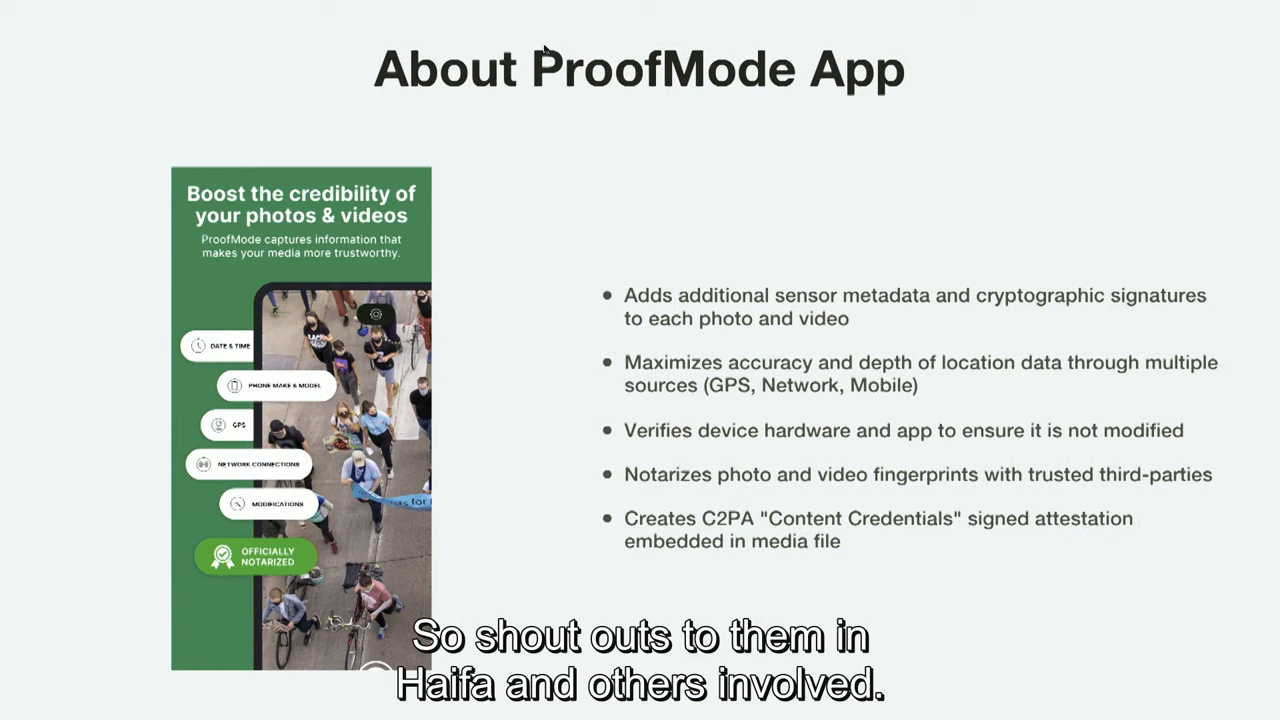 About ProofMode App
Boost the credibility of
your photos & videos
ProofMode captures information that
makes your media more trustworthy.
DATE & TIME
PHONE MAKE & MODEL
GPS
NETWORK CONNECTIONS
MODIFICATIONS
OFFICIALLY
NOTARIZED
• Adds additional sensor metadata and cryptographic signatures
to each photo and video
• Maximizes accuracy and depth of location data through multiple
sources (GPS, Network, Mobile)
• Verifies device hardware and app to ensure it is not modified
• Notarizes photo and video fingerprints with trusted third-parties
• Creates C2PA "Content Credentials" signed attestation
embedded in media file
So shout outs to them in
Haifa and others involved.